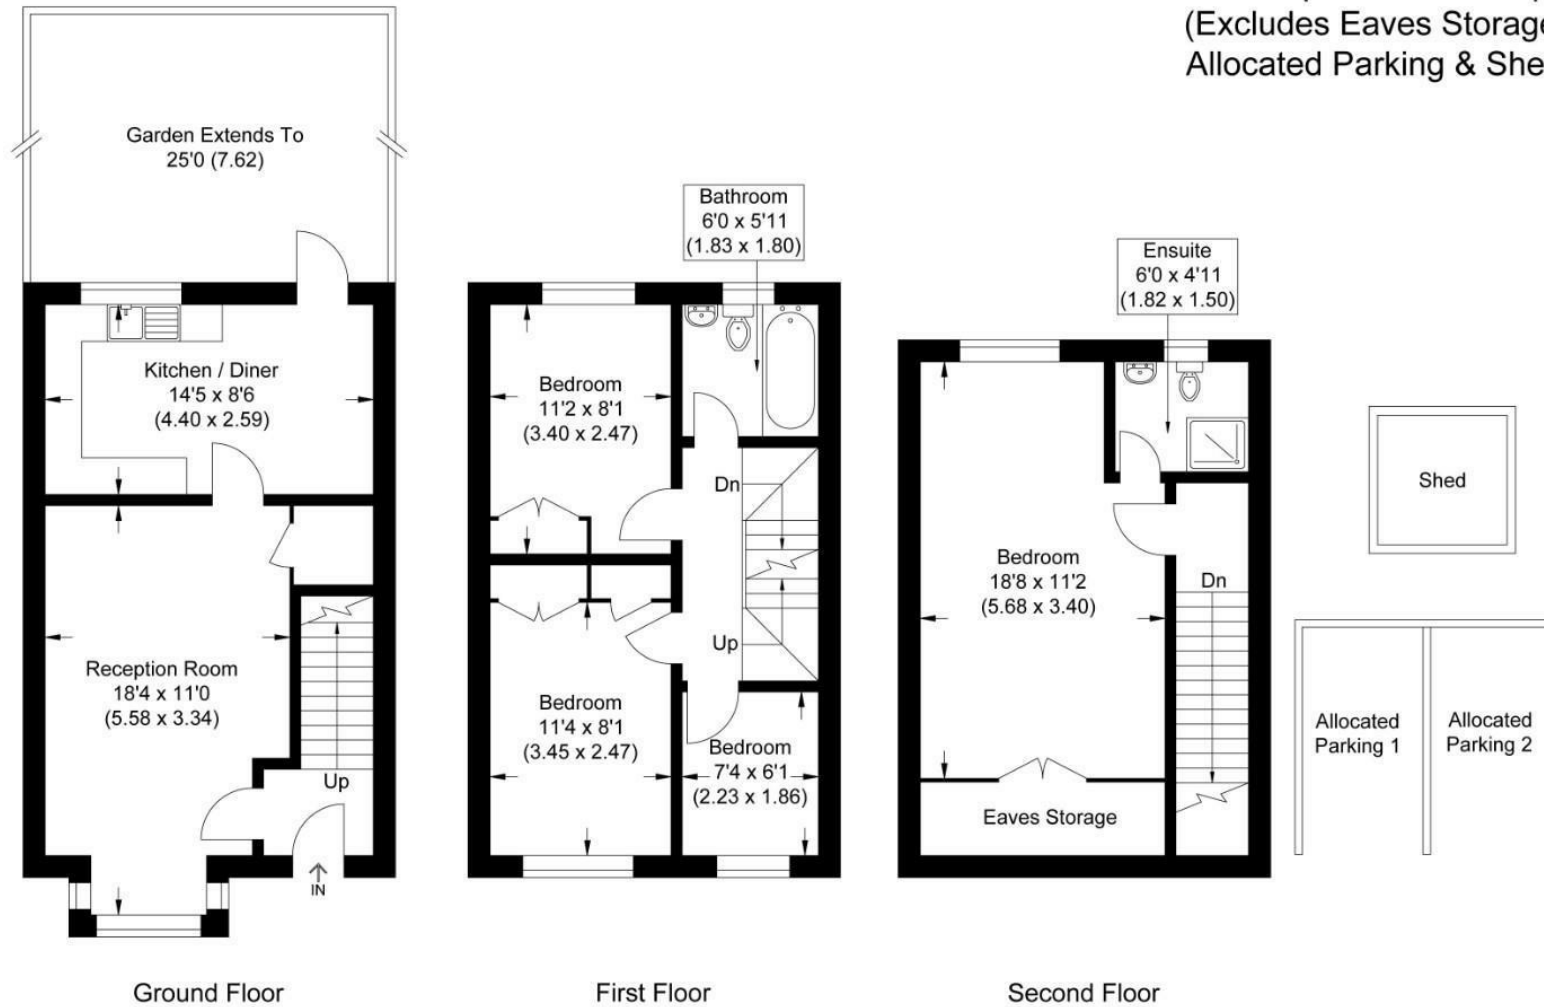 (Excludes Eaves Storage
Allocated Parking & She
Garden Extends To
25'0 (7.62)
Kitchen / Diner
14'5 x 8'6
(4.40 x 2.59)
Reception Room
18'4 x 11'0
(5.58 x 3.34)
Up
IN
Ground Floor
Bathroom
6'0 x 5'11
(1.83 x 1.80)
Bedroom
11'2 x 8'1
(3.40 x 2.47)
Dn
Up
Bedroom
11'4 x 8'1
(3.45 x 2.47)
Bedroom
7'4 x 6'1
(2.23 x 1.86)
First Floor
Ensuite
6'0 x 4'11
(1.82 x 1.50)
Bedroom
18'8 x 11'2
(5.68 x 3.40)
Dn
Eaves Storage
Second Floor
Shed
Allocated
Parking 1
Allocated
Parking 2